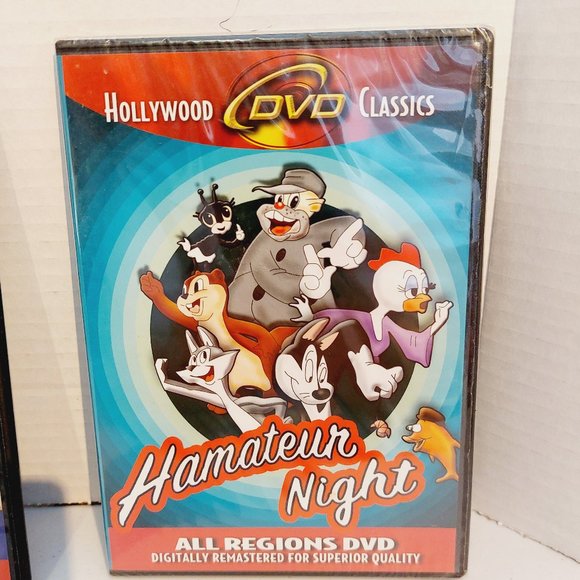 HOLLYWOOD DVD CLASSICS
Hamateur
Night
ALL REGIONS DVD
DIGITALLY REMASTERED FOR SUPERIOR QUALITY